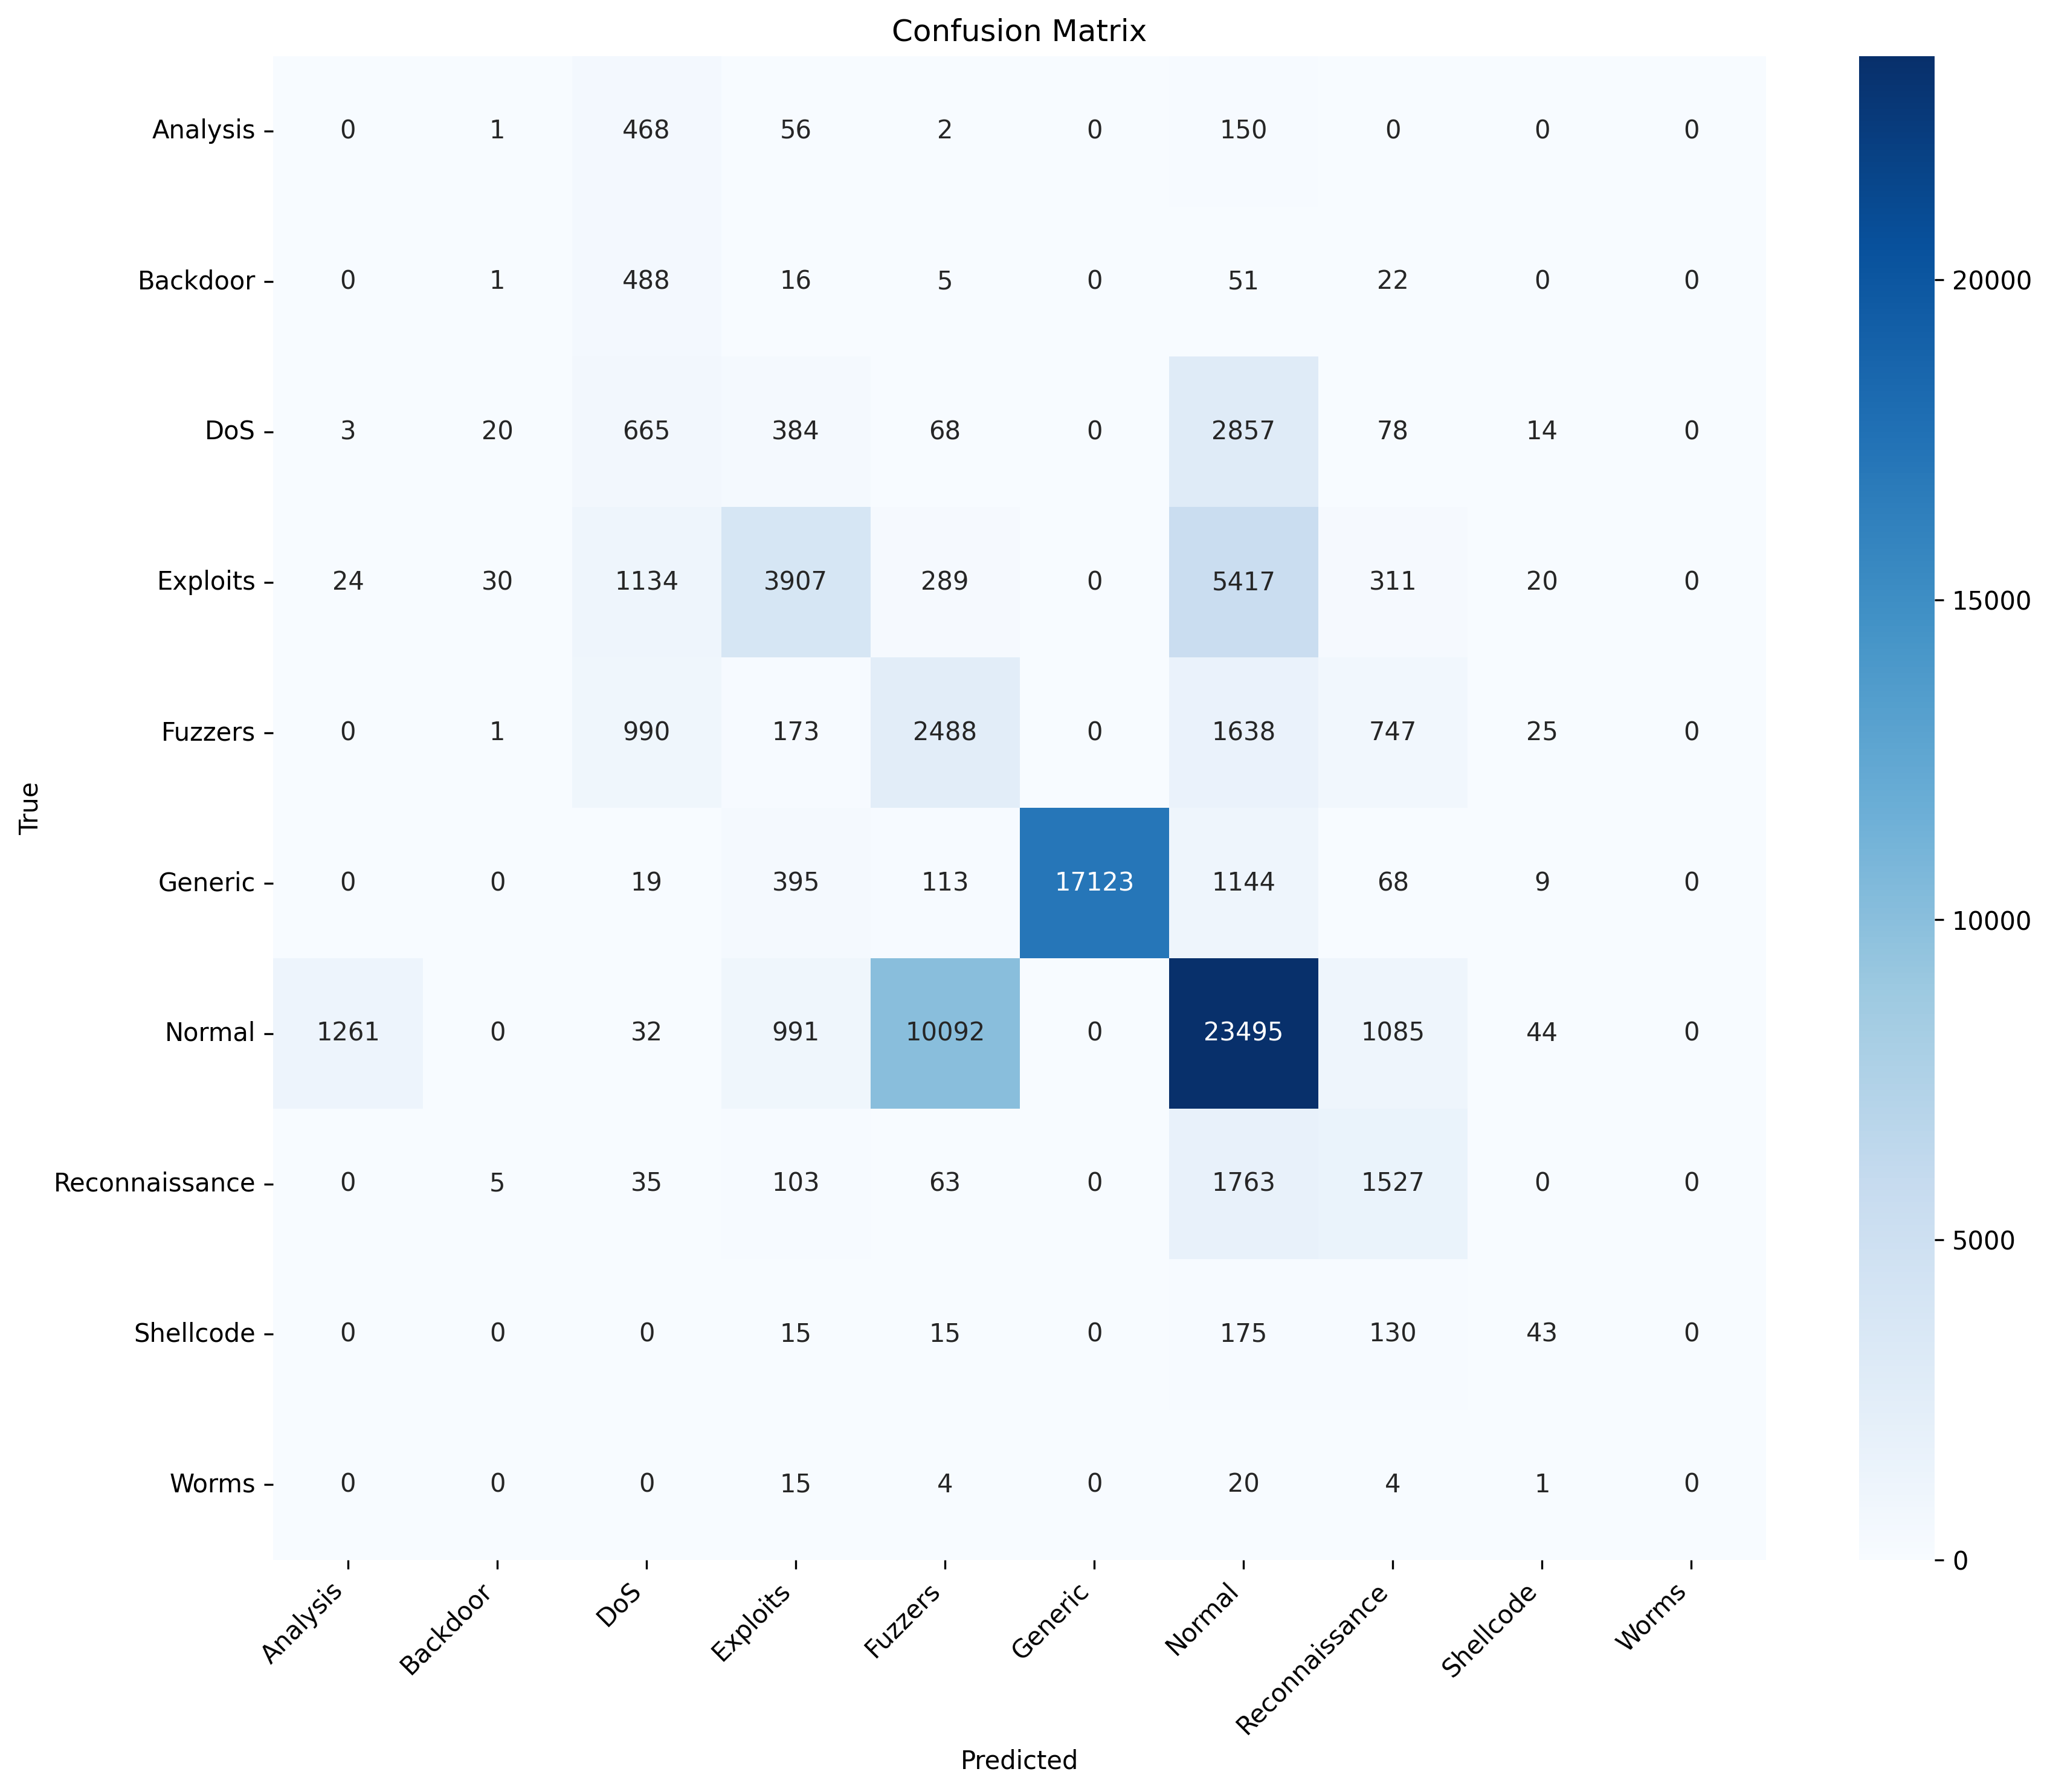 Confusion Matrix
Analysis 0 1 468 56 2 0 150 0 0 0
Backdoor 0 1 488 16 5 0 51 22 0 0
DoS 3 20 665 384 68 0 2857 78 14 0
Exploits 24 30 1134 3907 289 0 5417 311 20 0
Fuzzers 0 1 990 173 2488 0 1638 747 25 0
Generic 0 0 19 395 113 17123 1144 68 9 0
Normal 1261 0 32 991 10092 0 23495 1085 44 0
Reconnaissance 0 5 35 103 63 0 1763 1527 0 0
Shellcode 0 0 0 15 15 0 175 130 43 0
Worms 0 0 0 15 4 0 20 4 1 0
True
Analysis Backdoor DoS Exploits Fuzzers Generic Normal Reconnaissance Shellcode Worms
Predicted
20000
15000
10000
5000
0